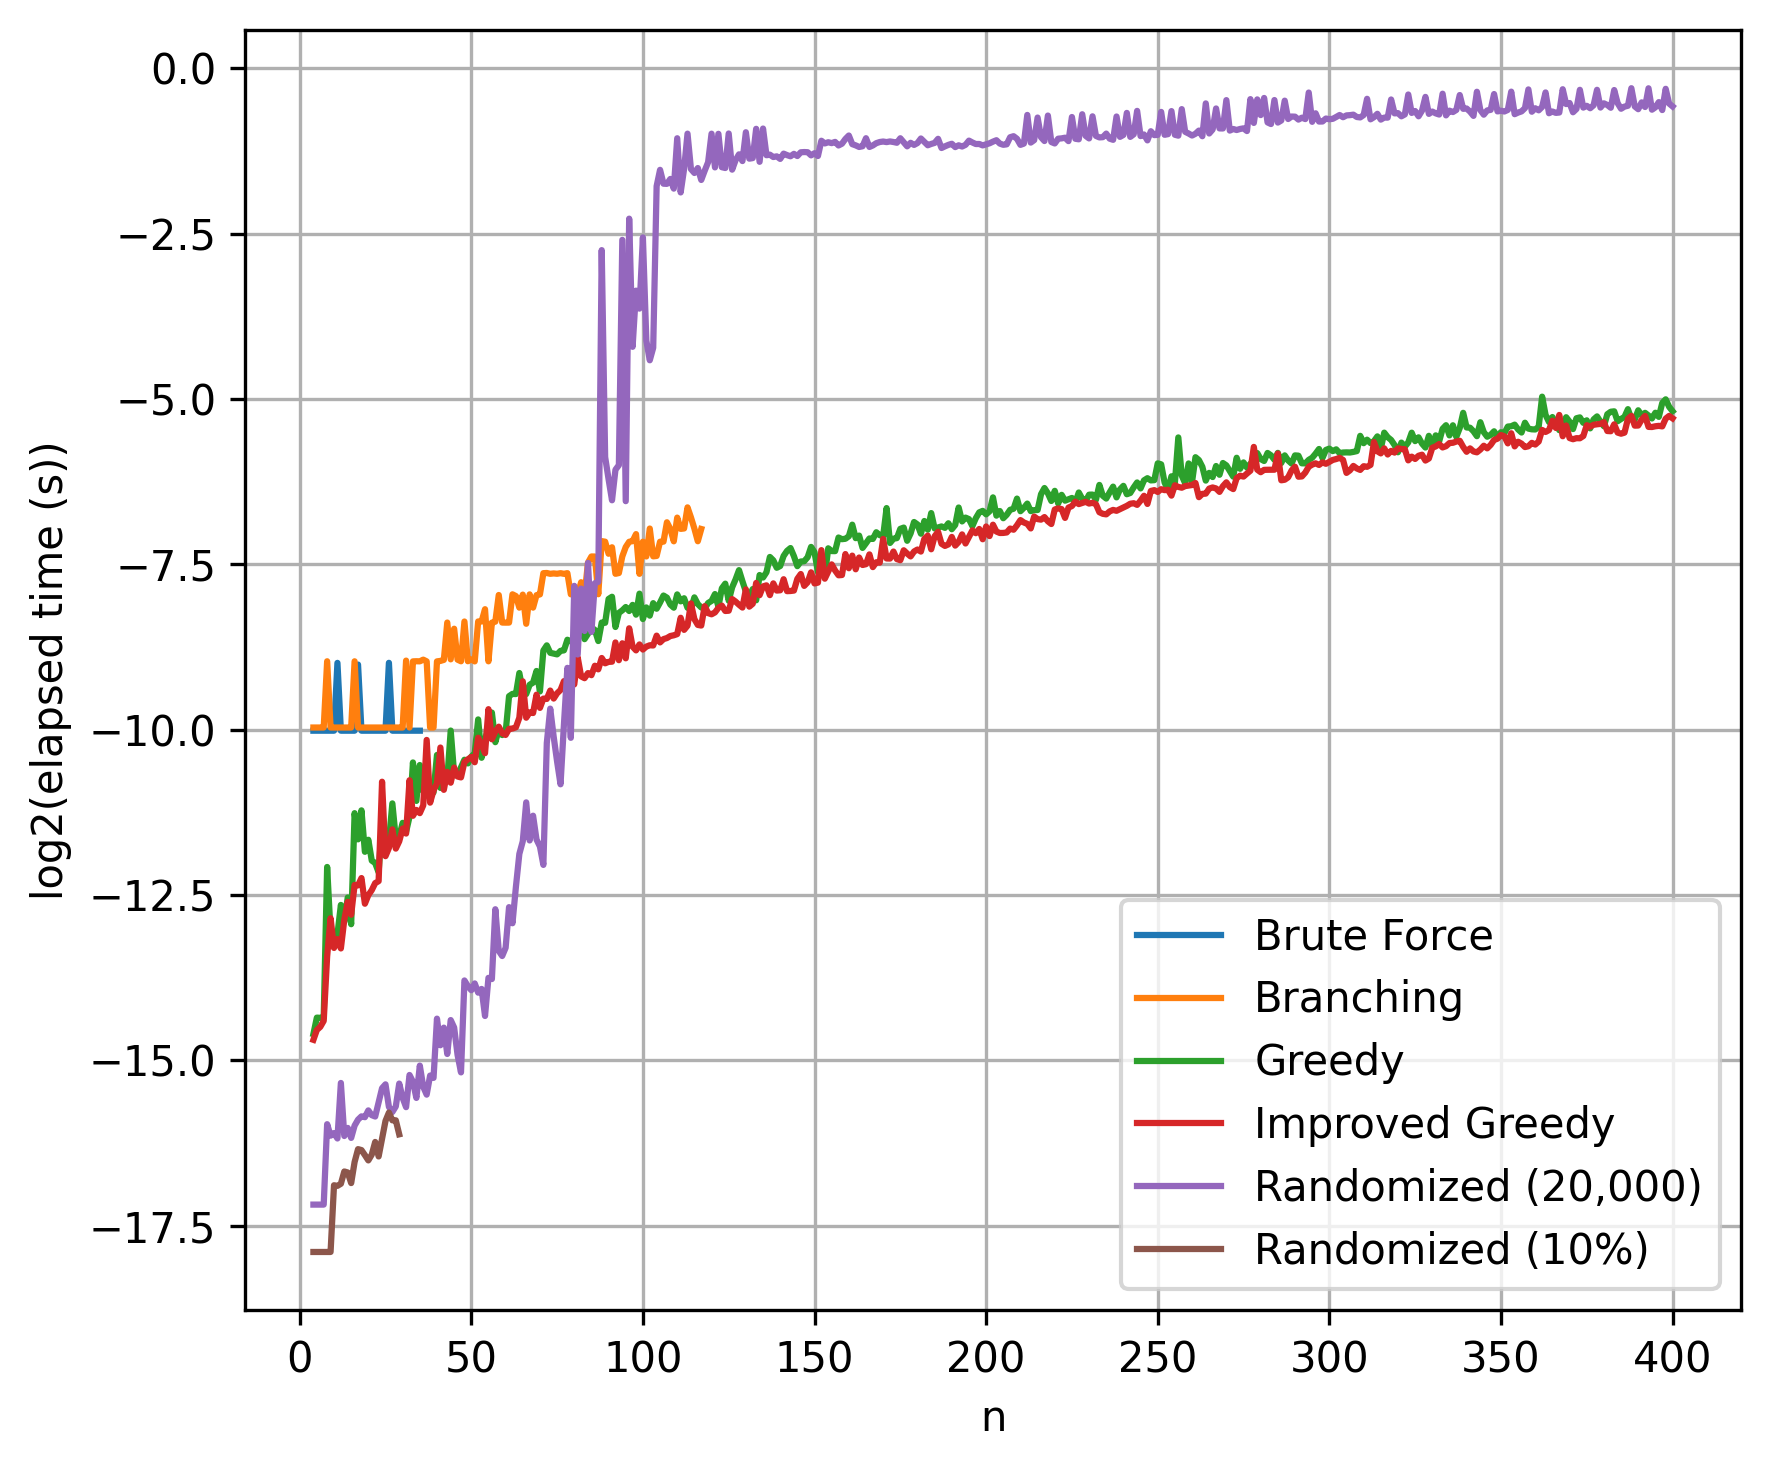 0.0
−2.5
−5.0
−7.5
−10.0
−12.5
−15.0
−17.5
log2(elapsed time (s))
Brute Force
Branching
Greedy
Improved Greedy
Randomized (20,000)
Randomized (10%)
0 50 100 150 200 250 300 350 400
n